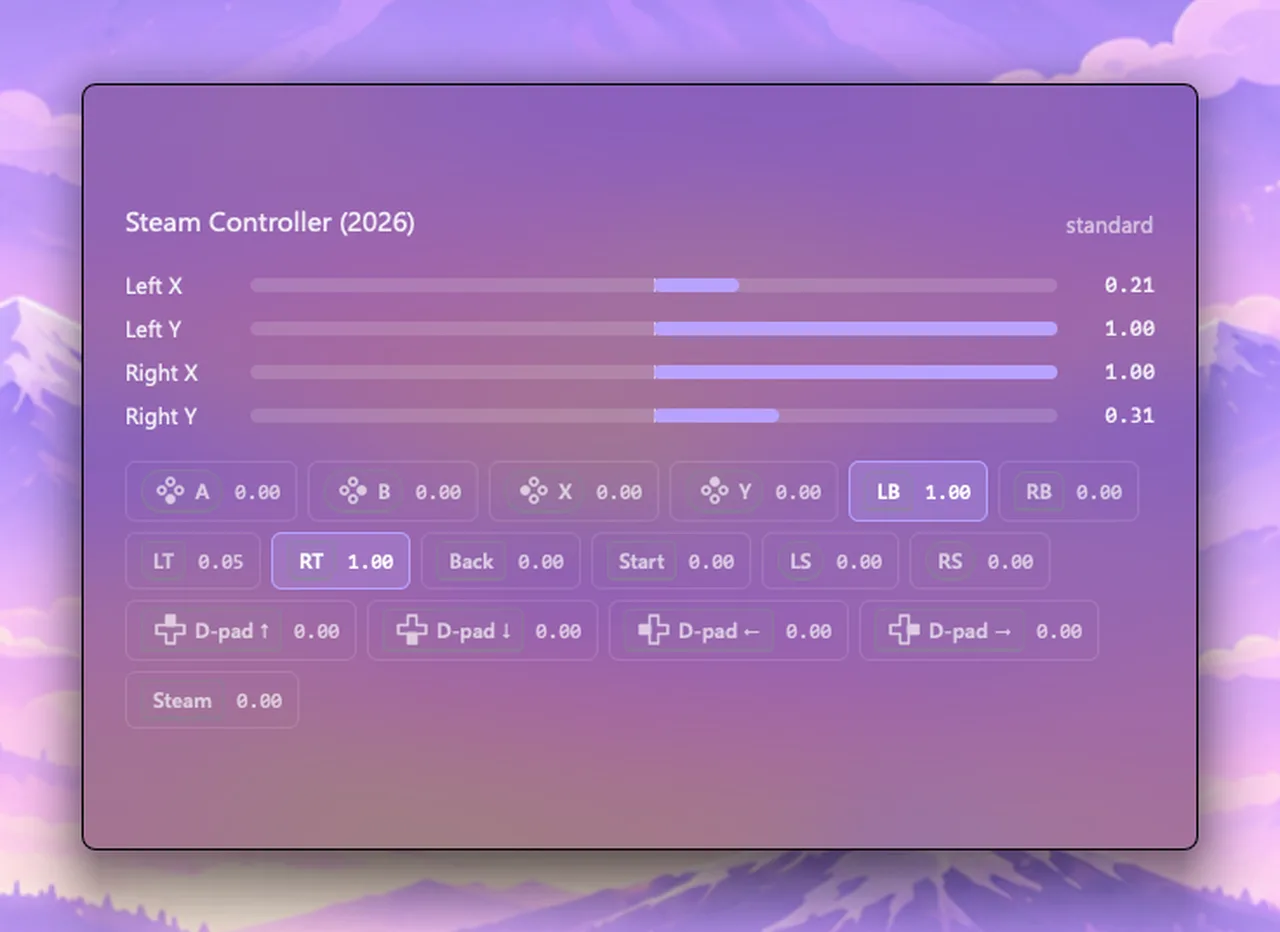 Steam Controller (2026) standard
Left X 0.21
Left Y 1.00
Right X 1.00
Right Y 0.31
A 0.00 B 0.00 X 0.00 Y 0.00 LB 1.00 RB 0.00
LT 0.05 RT 1.00 Back 0.00 Start 0.00 LS 0.00 RS 0.00
D-pad ↑ 0.00 D-pad ↓ 0.00 D-pad ← 0.00 D-pad → 0.00
Steam 0.00